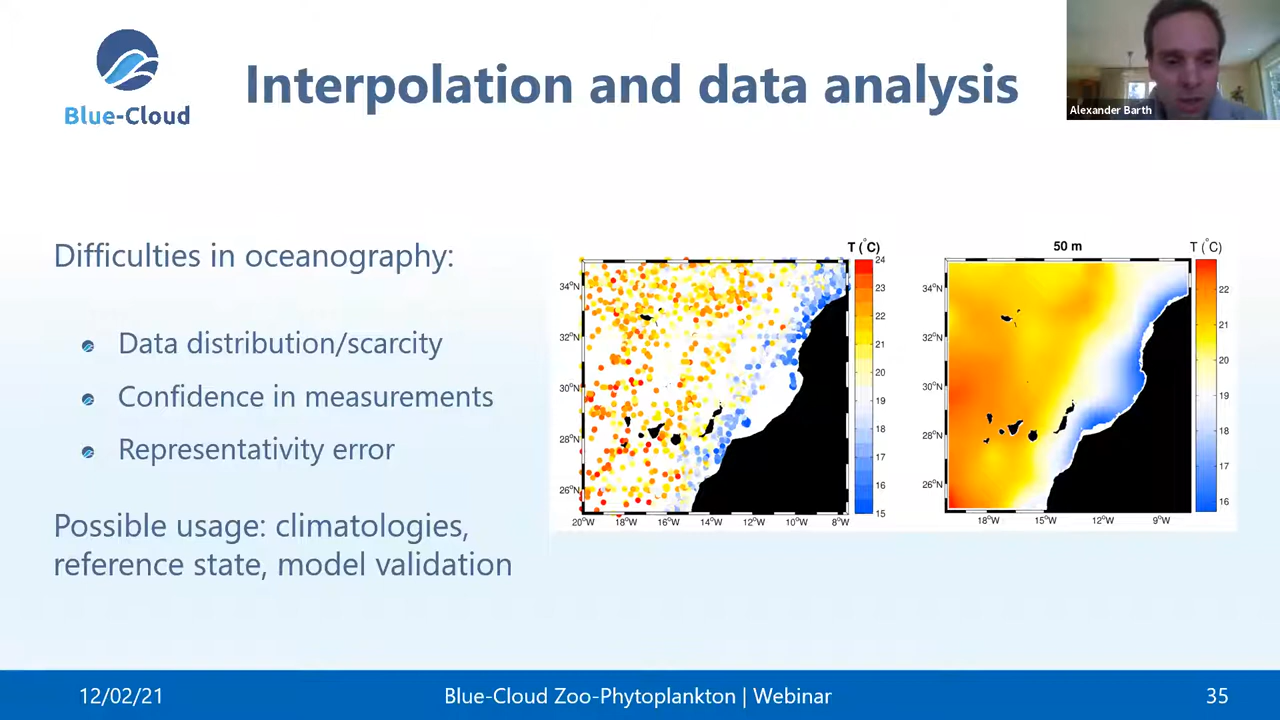 Blue-Cloud
Interpolation and data analysis
Alexander Barth
Difficulties in oceanography:
Data distribution/scarcity
Confidence in measurements
Representativity error
Possible usage: climatologies,
reference state, model validation
T (°C)
24
23
22
21
20
19
18
17
16
15
34°N
32°N
30°N
28°N
26°N
20°W 18°W 16°W 14°W 12°W 10°W 8°W
50 m
T (°C)
22
21
20
19
18
17
16
34°N
32°N
30°N
28°N
26°N
18°W 15°W 12°W 9°W
12/02/21
Blue-Cloud Zoo-Phytoplankton | Webinar
35